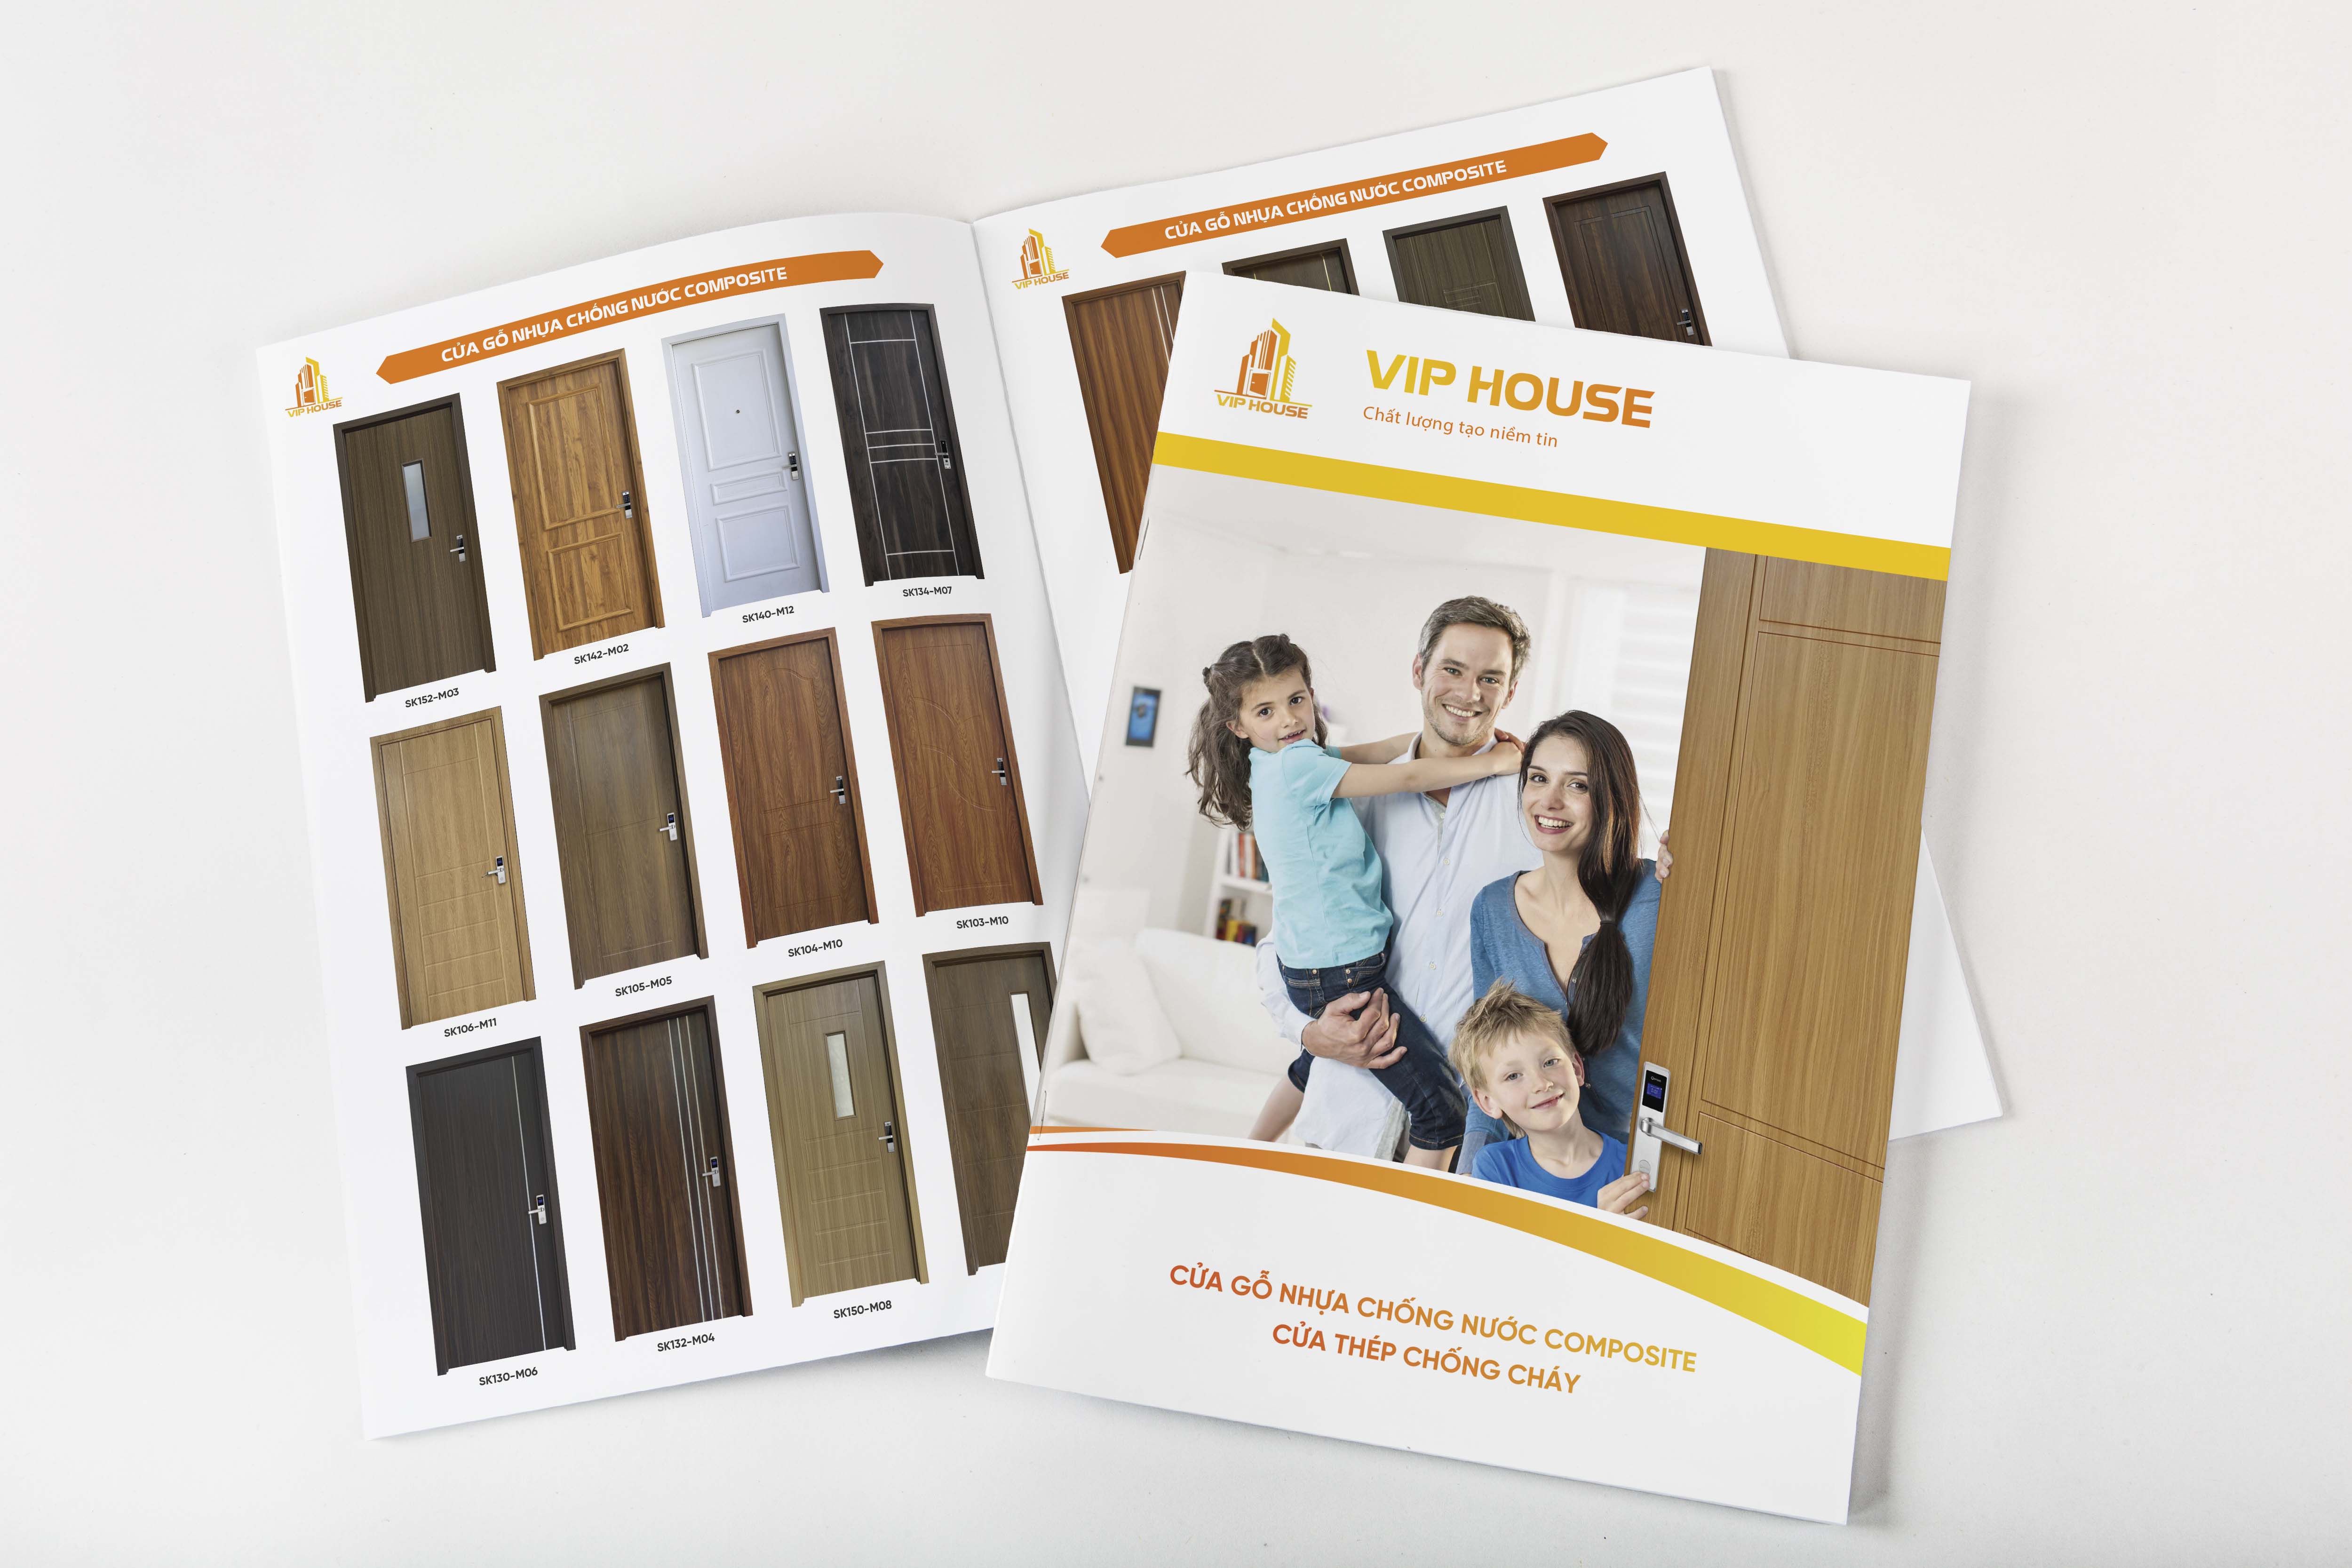 VIP HOUSE
CỬA GỖ NHỰA CHỐNG NƯỚC COMPOSITE
SK152-M03
SK142-M02
SK140-M12
SK134-M07
SK106-M11
SK105-M05
SK104-M10
SK103-M10
SK130-M06
SK132-M04
SK150-M08
VIP HOUSE
CỬA GỖ NHỰA CHỐNG NƯỚC COMPOSITE
VIP HOUSE
VIP HOUSE
Chất lượng tạo niềm tin
CỬA GỖ NHỰA CHỐNG NƯỚC COMPOSITE
CỬA THÉP CHỐNG CHÁY